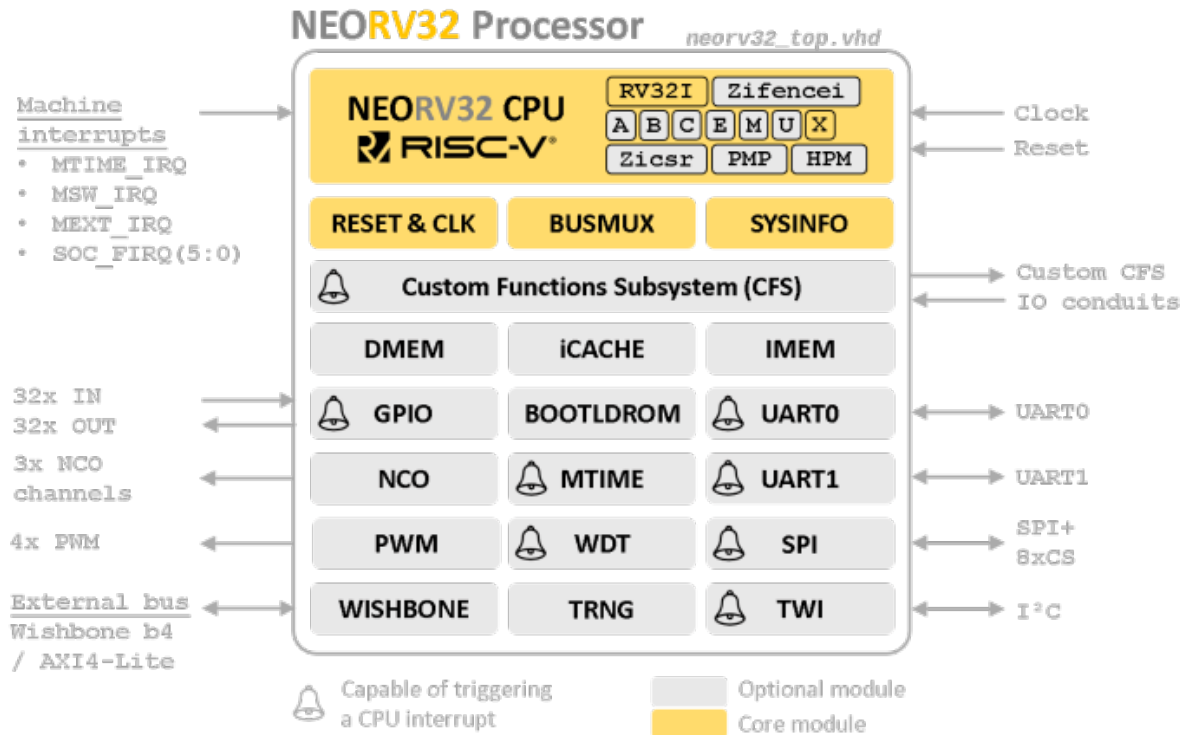 NEORV32 Processor
neorv32_top.vhd
Machine
interrupts
• MTIME_IRQ
• MSW_IRQ
• MEXT_IRQ
• SOC_FIRQ(5:0)
32x IN
32x OUT
3x NCO
channels
4x PWM
External bus
Wishbone b4
/ AXI4-Lite
NEORV32 CPU
RISC-V®
RV32I Zifencei
A B C E M U X
Zicsr PMP HPM
RESET & CLK BUSMUX SYSINFO
Custom Functions Subsystem (CFS)
DMEM iCACHE IMEM
GPIO BOOTLDROM UART0
NCO MTIME UART1
PWM WDT SPI
WISHBONE TRNG TWI
Clock
Reset
Custom CFS
IO conduits
UART0
UART1
SPI+
8xCS
I²C
Capable of triggering
a CPU interrupt
Optional module
Core module